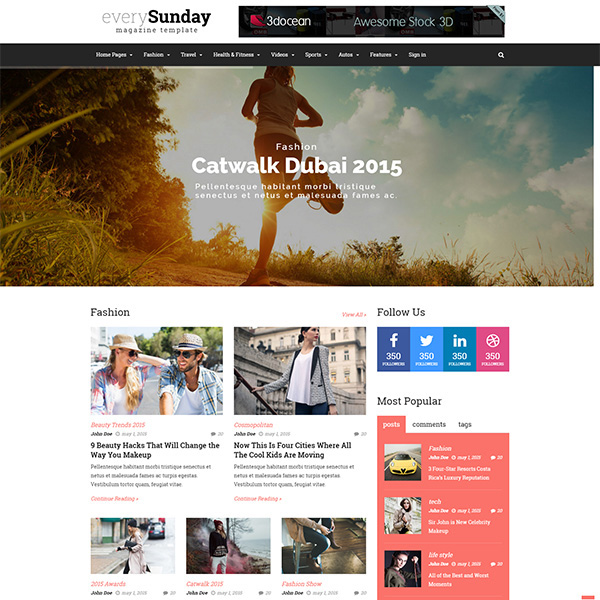 everySunday
magazine template
3docean
Awesome Stock 3D
Home Pages
Fashion
Travel
Health & Fitness
Videos
Sports
Autos
Features
Sign in
Fashion
Catwalk Dubai 2015
Pellentesque habitant morbi tristique
senectus et netus et malesuada fames ac.
Fashion
View All »
Beauty Trends 2015
John Doe may 1, 2015 20
9 Beauty Hacks That Will Change the
Way You Makeup
Pellentesque habitant morbi tristique senectus et
netus et malesuada fames ac turpis egestas.
Vestibulum tortor quam, feugiat vitae
Continue Reading »
Cosmopolitan
John Doe may 1, 2015 20
Now This Is Four Cities Where All
The Cool Kids Are Moving
Pellentesque habitant morbi tristique senectus et
netus et malesuada fames ac turpis egestas.
Vestibulum tortor quam, feugiat vitae
Continue Reading »
2015 Awards
John Doe may 1, 2015 20
Catwalk 2015
John Doe may 1, 2015 20
Fashion Show
John Doe may 1, 2015 20
Follow Us
350
FOLLOWERS
350
FOLLOWERS
350
FOLLOWERS
350
FOLLOWERS
Most Popular
posts
comments
tags
Fashion
John Doe may 1, 2015 20
3 Four-Star Resorts Costa
Rica's Luxury Reputation
tech
John Doe may 1, 2015 20
Sir John is New Celebrity
Makeup
life style
John Doe may 1, 2015 20
All of the Best and Worst
Moments